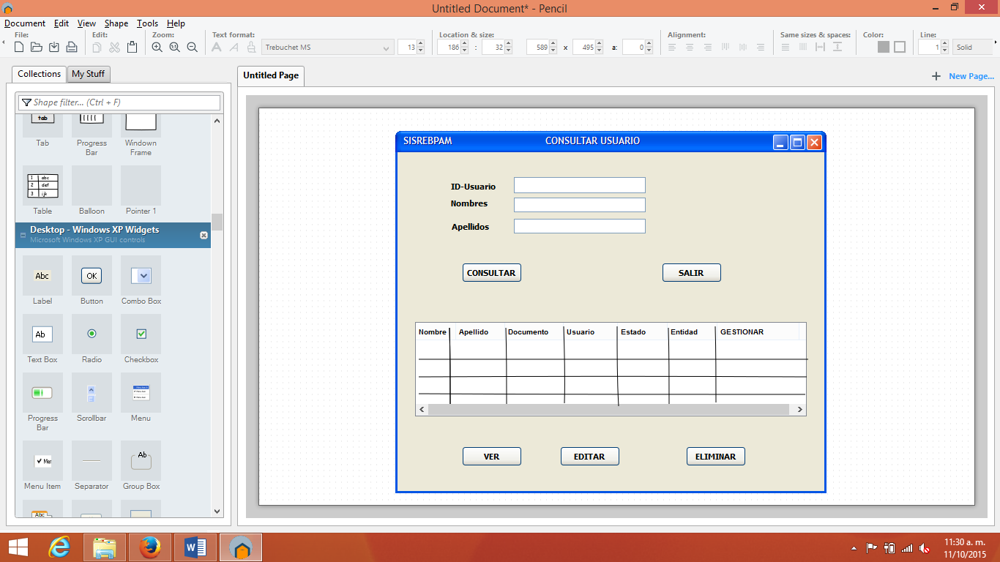 Untitled Document* - Pencil
Document Edit View Shape Tools Help
File: Edit: Zoom: Text format: Location & size: Alignment: Same sizes & spaces: Color: Line:
1:1 A A Trebuchet MS 13 186 : 32 589 x 495 a: 0 1 Solid
Collections My Stuff
Untitled Page
New Page...
Shape filter... (Ctrl + F)
tab
Tab Progress Bar Windown Frame
1 abc
2 def
3 ijk
Table Balloon Pointer 1
Desktop - Windows XP Widgets
Microsoft Windows XP GUI controls
Abc OK
Label Button Combo Box
Ab
Text Box Radio Checkbox
Progress Bar Scrollbar Menu
Mer Ab
Menu Item Separator Group Box
Abc
SISREBPAM CONSULTAR USUARIO
ID-Usuario
Nombres
Apellidos
CONSULTAR SALIR
Nombre Apellido Documento Usuario Estado Entidad GESTIONAR
VER EDITAR ELIMINAR
11:30 a. m.
11/10/2015